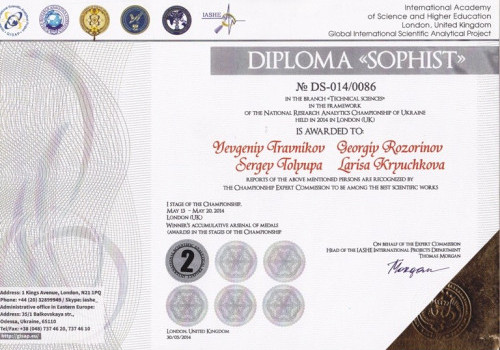 International Academy
of Science and Higher Education
London, United Kingdom
Global International Scientific Analytical Project
IASHE
DIPLOMA «SOPHIST»
№ DS-014/0086
IN THE BRANCH «TECHNICAL SCIENCES»
IN THE FRAMEWORK
OF THE NATIONAL RESEARCH ANALYTICS CHAMPIONSHIP OF UKRAINE
HELD IN 2014 IN LONDON (UK)
IS AWARDED TO:
Yevgeniy Travnikov Georgiy Rozorinov
Sergey Tolyupa Larisa Kryuchkova
REPORTS OF THE ABOVE MENTIONED PERSONS ARE RECOGNIZED BY
THE CHAMPIONSHIP EXPERT COMMISSION TO BE AMONG THE BEST SCIENTIFIC WORKS
I STAGE OF THE CHAMPIONSHIP,
MAY 15 – MAY 20, 2014
LONDON (UK)
WINNER'S ACCUMULATIVE ARSENAL OF MEDALS
AWARDED IN THE STAGES OF THE CHAMPIONSHIP
2
ON BEHALF OF THE EXPERT COMMISSION
HEAD OF THE IASHE INTERNATIONAL PROJECTS DEPARTMENT
THOMAS MORGAN
Morgan
Address: 1 Kings Avenue, London, N21 1PQ
Phone: +44 (20) 32899949/ Skype: iashe_
Administrative office in Eastern Europe:
Address: 35/1 Balkovskaya str.,
Odessa, Ukraine, 65110
Tel/Fax: +38 (048) 737 46 20, 737 46 10
http://gisap.eu/
LONDON, UNITED KINGDOM
30/05/2014